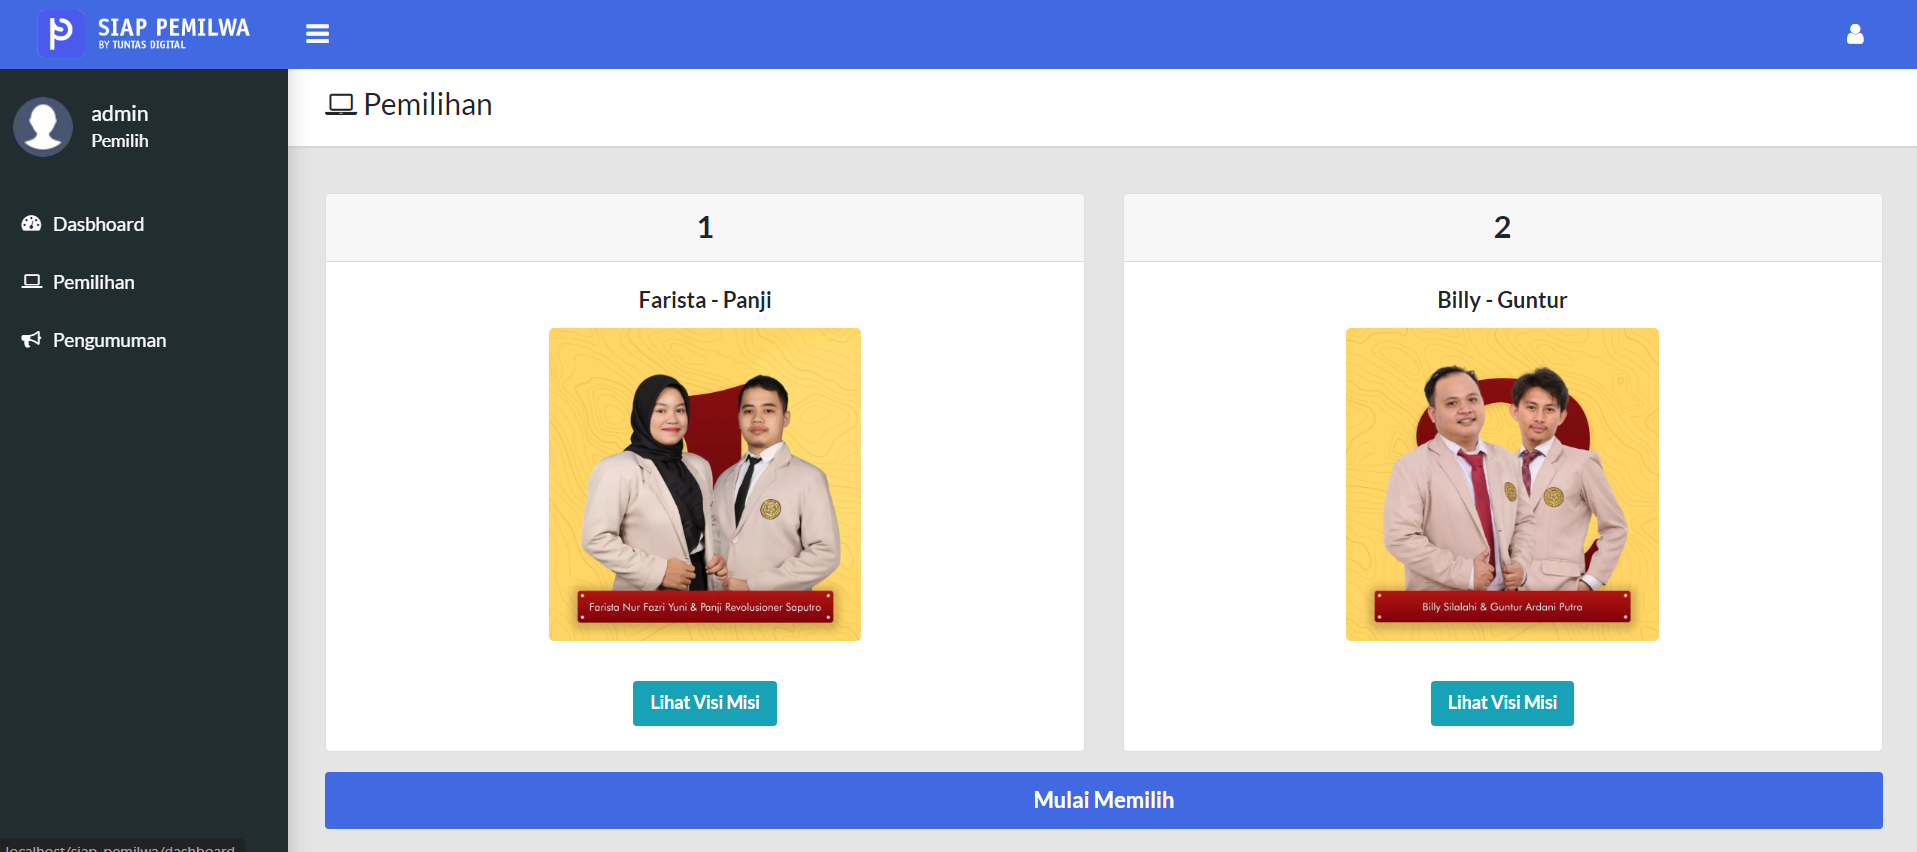 SIAP PEMILWA
BY TUNTAS DIGITAL
admin
Pemilih
Dasbhoard
Pemilihan
Pengumuman
Pemilihan
1
Farista - Panji
Farista Nur Fazri Yuni & Panji Revolusioner Saputro
Lihat Visi Misi
2
Billy - Guntur
Billy Silalahi & Guntur Ardani Putra
Lihat Visi Misi
Mulai Memilih
localhost/siap_pemilwa/dashboard